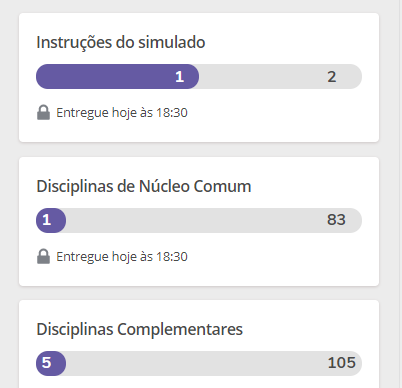 Instruções do simulado
1 2
Entregue hoje às 18:30
Disciplinas de Núcleo Comum
1 83
Entregue hoje às 18:30
Disciplinas Complementares
5 105